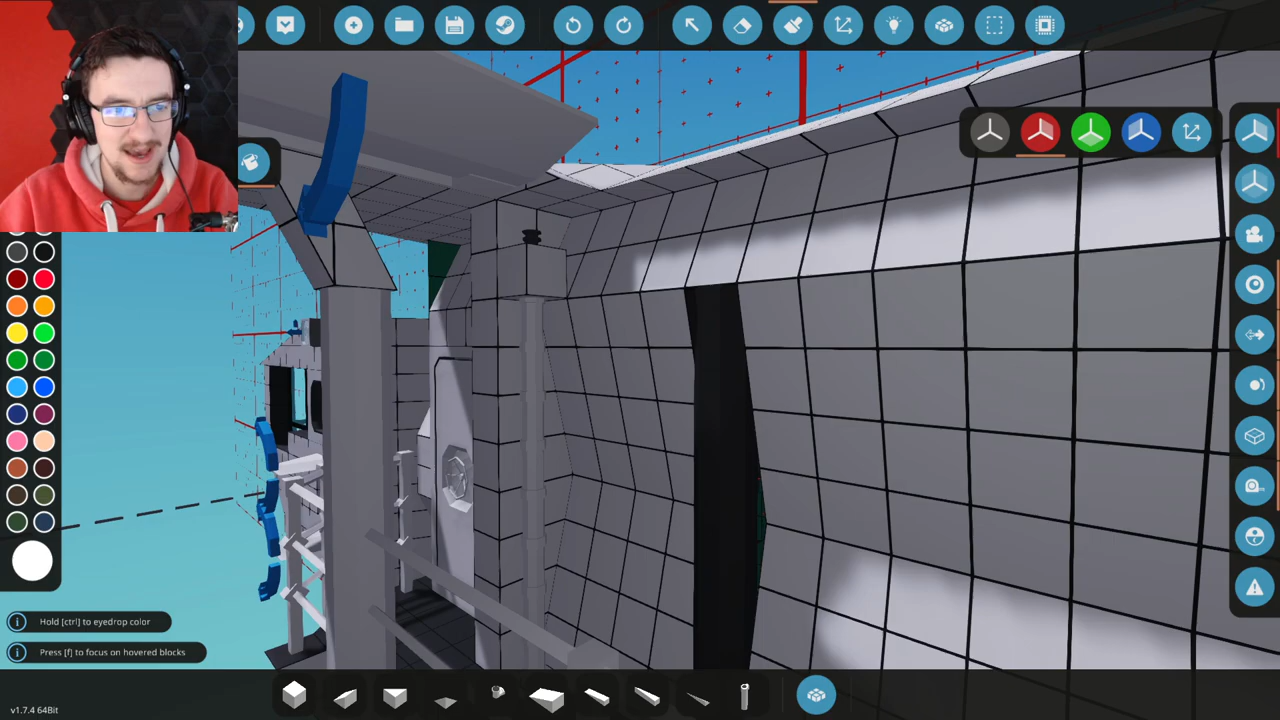 Hold [ctrl] to eyedrop color
Press [f] to focus on hovered blocks
v1.7.4 64Bit